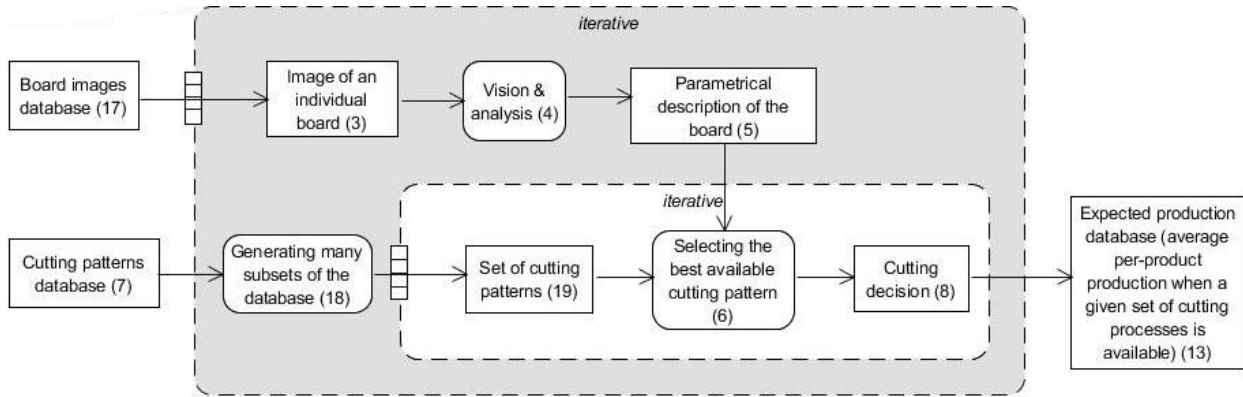 iterative
Board images
database (17)
Image of an
individual
board (3)
Vision &
analysis (4)
Parametrical
description of the
board (5)
iterative
Cutting patterns
database (7)
Generating many
subsets of the
database (18)
Set of cutting
patterns (19)
Selecting the
best available
cutting pattern
(6)
Cutting
decision (8)
Expected production
database (average
per-product
production when a
given set of cutting
processes is
available) (13)